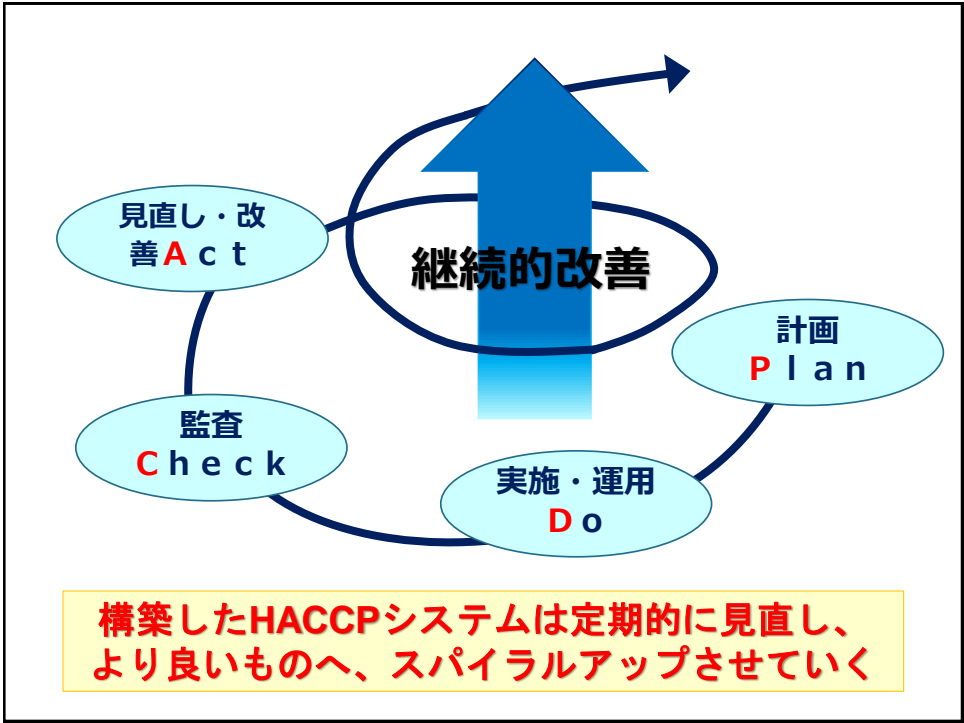 見直し・改
善Ａｃｔ
継続的改善
計画
Ｐｌａｎ
監査
Ｃｈｅｃｋ
実施・運用
Ｄｏ
構築したHACCPシステムは定期的に見直し、
より良いものへ、スパイラルアップさせていく